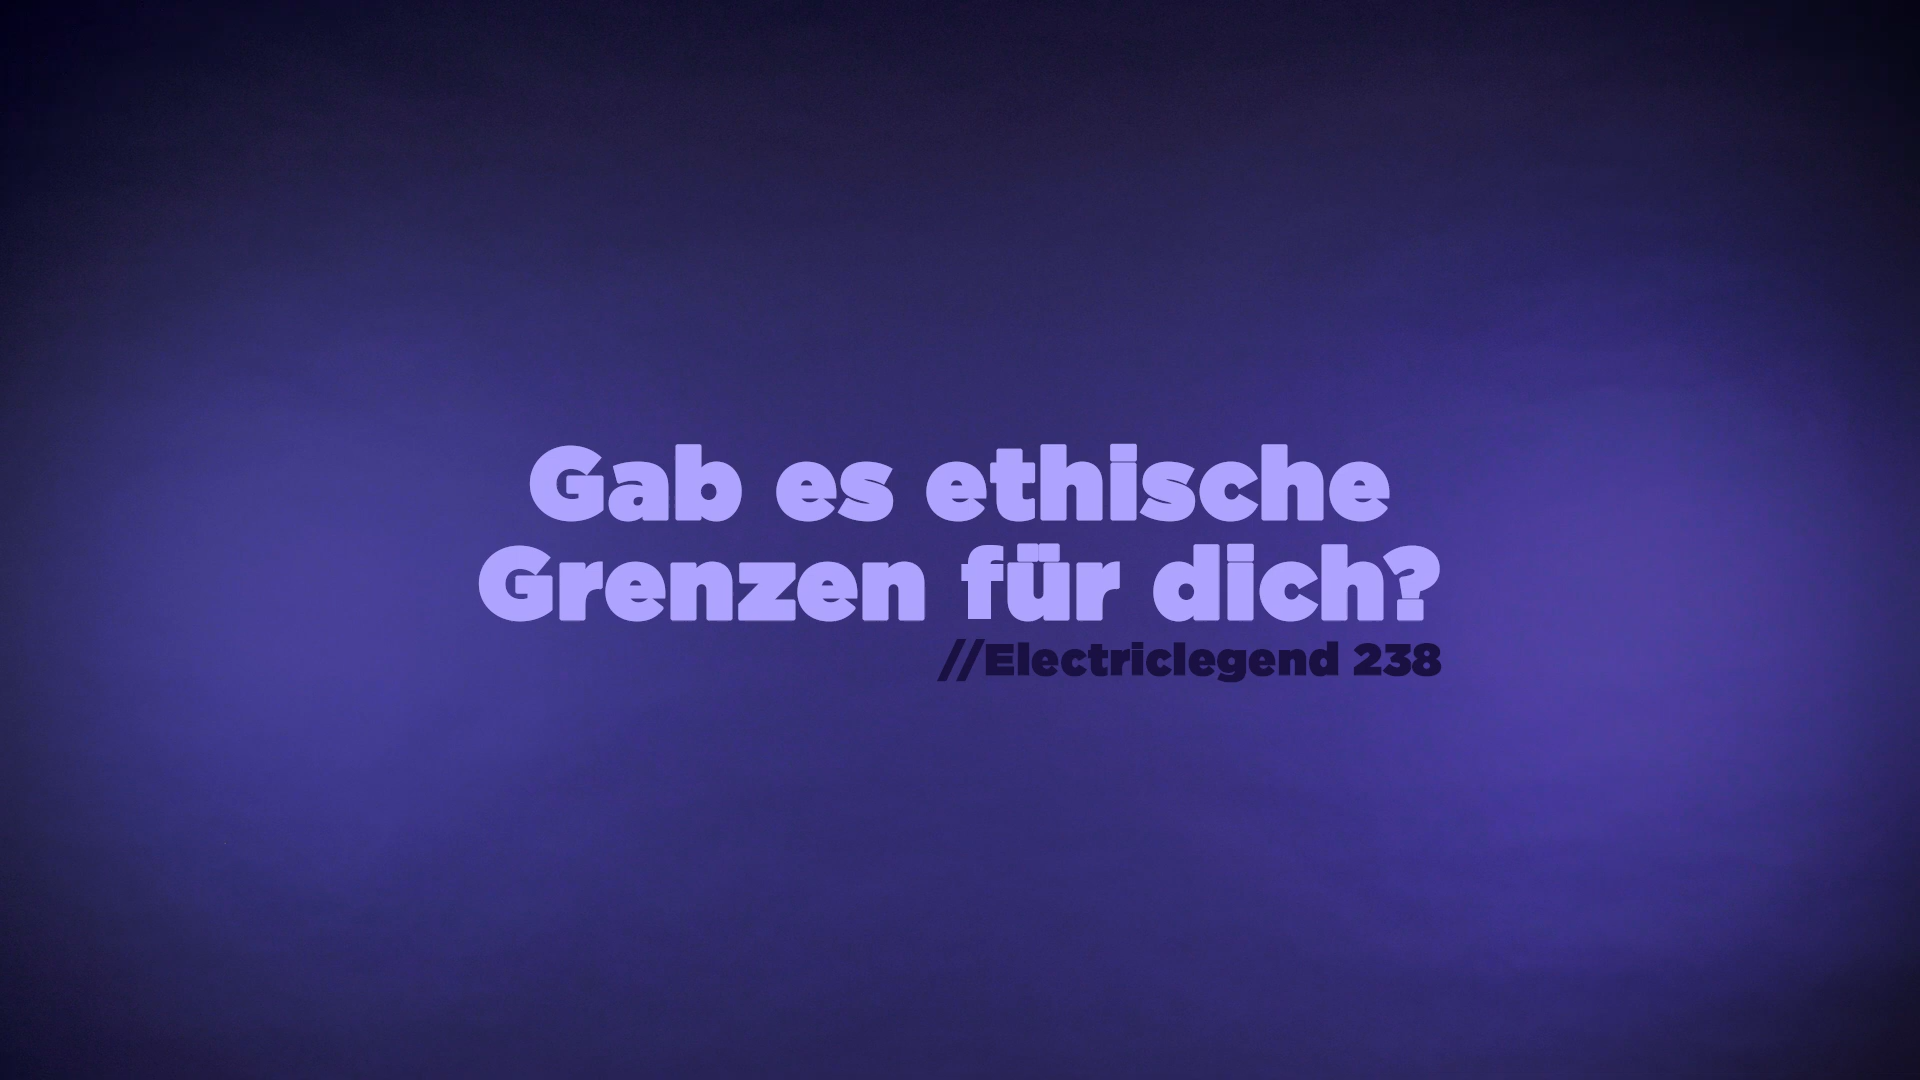 Gab es ethische
Grenzen für dich?
//Electriclegend 238